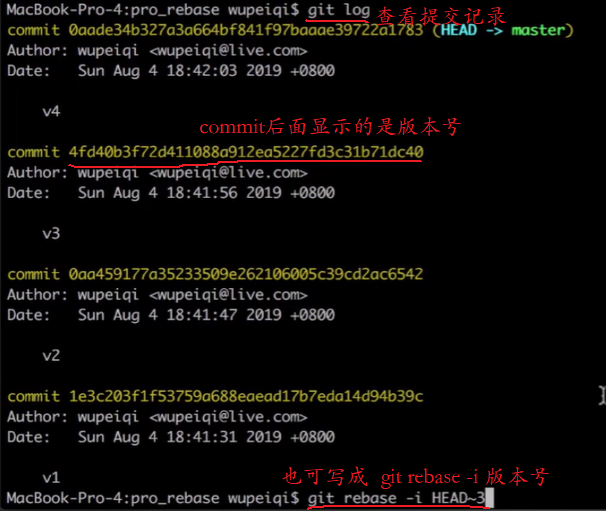 MacBook-Pro-4:pro_rebase wupeiqi$ git log 查看提交记录
commit 0aade34b327a3a664bf841f97baaae39722a1783 (HEAD -> master)
Author: wupeiqi <wupeiqi@live.com>
Date:   Sun Aug 4 18:42:03 2019 +0800
v4
commit后面显示的是版本号
commit 4fd40b3f72d411088a912ea5227fd3c31b71dc40
Author: wupeiqi <wupeiqi@live.com>
Date:   Sun Aug 4 18:41:56 2019 +0800
v3
commit 0aa459177a35233509e262106005c39cd2ac6542
Author: wupeiqi <wupeiqi@live.com>
Date:   Sun Aug 4 18:41:47 2019 +0800
v2
commit 1e3c203f1f53759a688eaead17b7eda14d94b39c
Author: wupeiqi <wupeiqi@live.com>
Date:   Sun Aug 4 18:41:31 2019 +0800
也可写成 git rebase -i 版本号
v1
MacBook-Pro-4:pro_rebase wupeiqi$ git rebase -i HEAD~3